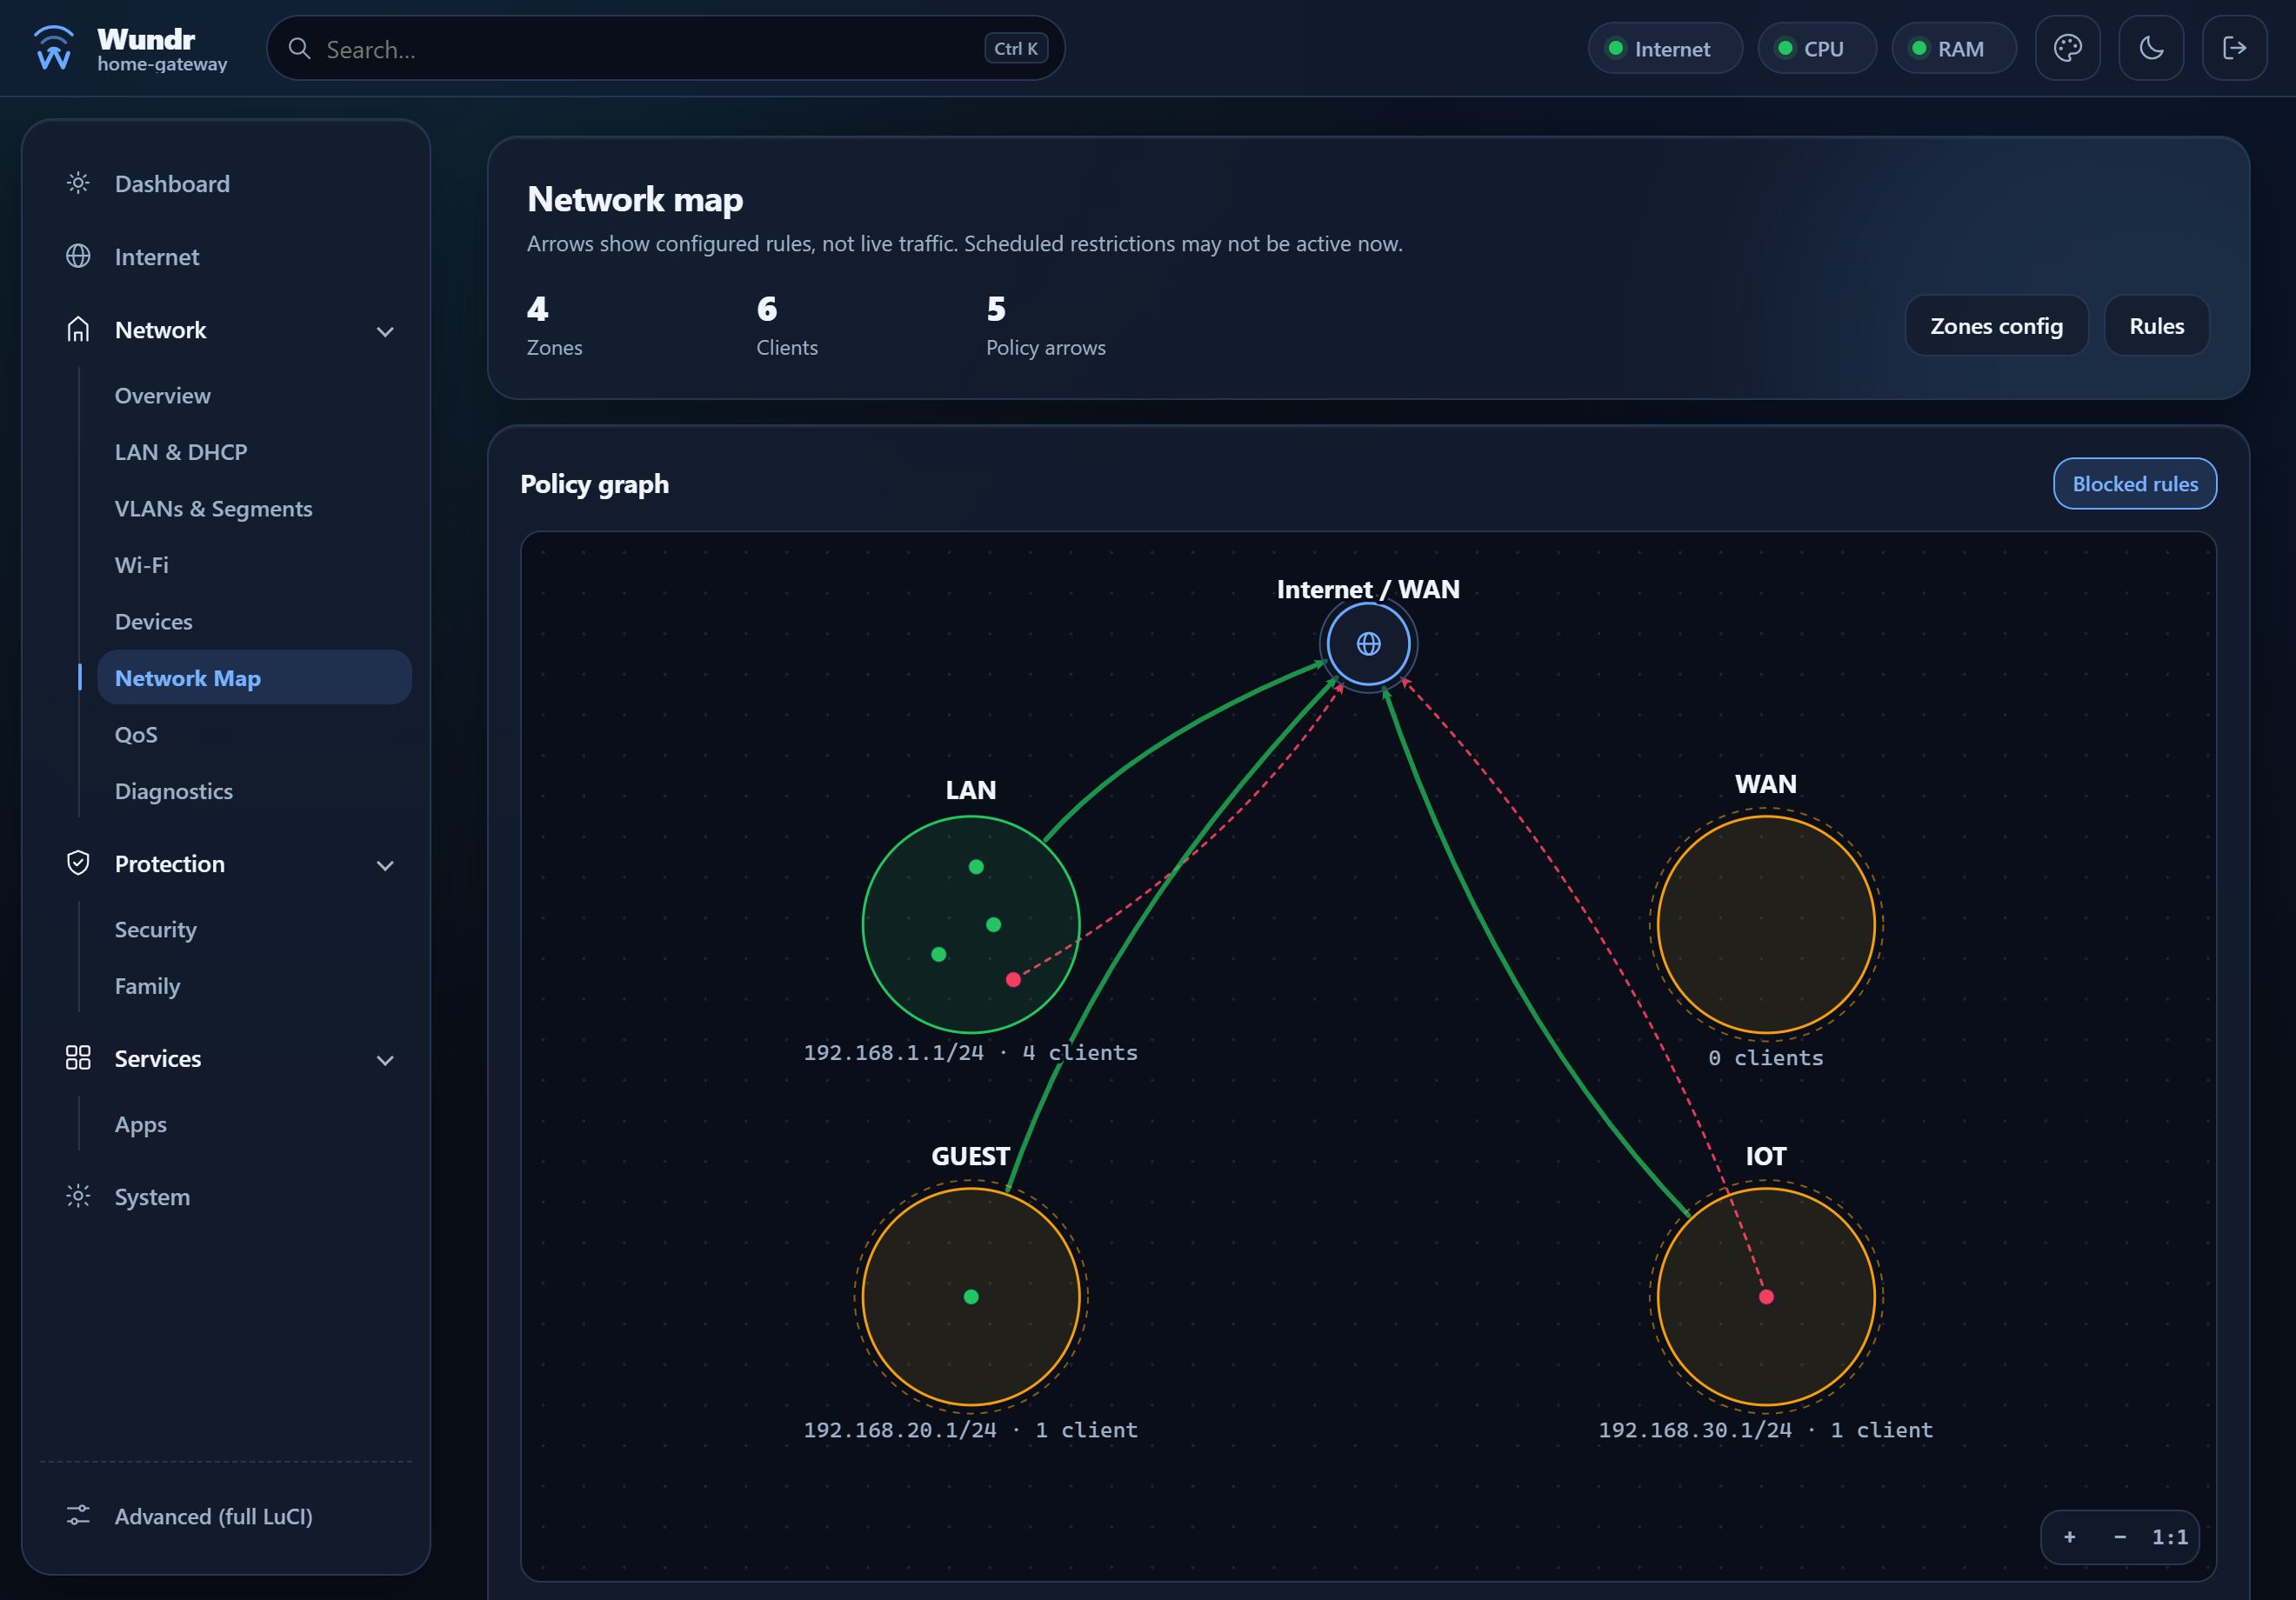 Wundr
home-gateway
Search...
Ctrl K
Internet
CPU
RAM
Dashboard
Internet
Network
Overview
LAN & DHCP
VLANs & Segments
Wi-Fi
Devices
Network Map
QoS
Diagnostics
Protection
Security
Family
Services
Apps
System
Advanced (full LuCI)
Network map
Arrows show configured rules, not live traffic. Scheduled restrictions may not be active now.
4
Zones
6
Clients
5
Policy arrows
Zones config
Rules
Policy graph
Blocked rules
Internet / WAN
LAN
192.168.1.1/24 · 4 clients
WAN
0 clients
GUEST
192.168.20.1/24 · 1 client
IOT
192.168.30.1/24 · 1 client
+ − 1:1